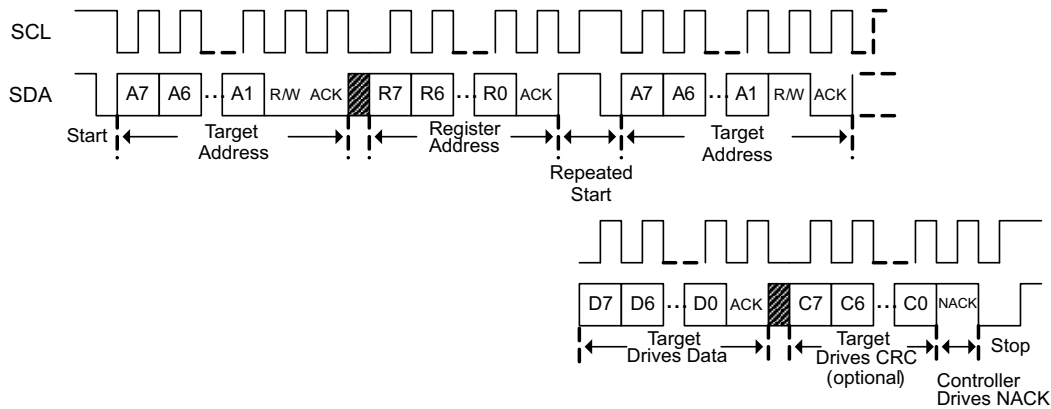 SCL
SDA
A7 A6 ... A1 R/W ACK R7 R6 ... R0 ACK A7 A6 ... A1 R/W ACK
Start
Target
Address
Register
Address
Repeated
Start
Target
Address
D7 D6 ... D0 ACK C7 C6 ... C0 NACK
Target
Drives Data
Target
Drives CRC
(optional)
Stop
Controller
Drives NACK